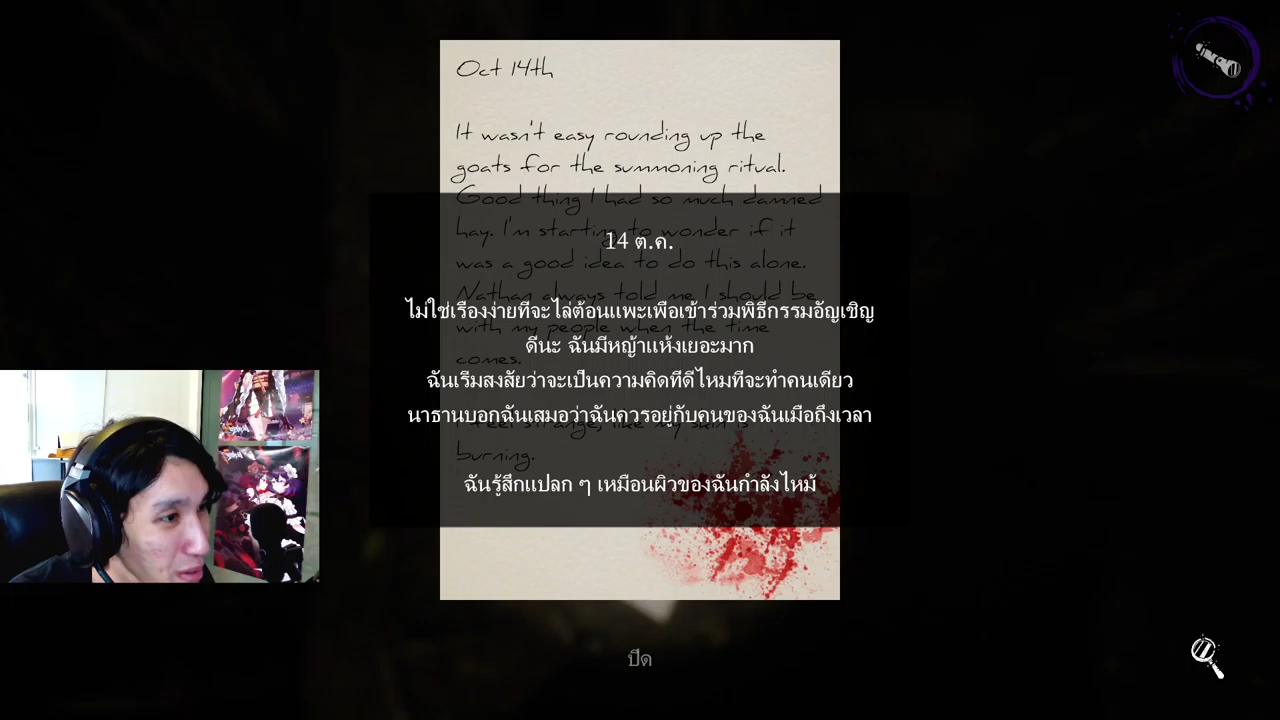 Oct 14th
It wasn't easy rounding up the
goats for the summoning ritual.
Good thing I had so much damned
hay. I'm starting to wonder if it
was a good idea to do this alone.
Nathan always told me I should be
with my people when the time
comes.
I feel strange, like my skin is
burning.
14 ต.ค.
ไม่ใช่เรื่องง่ายที่จะไล่ต้อนแพะเพื่อเข้าร่วมพิธีกรรมอัญเชิญ
ดีนะ ฉันมีหญ้าแห้งเยอะมาก
ฉันเริ่มสงสัยว่าจะเป็นความคิดที่ดีไหมที่จะทำคนเดียว
นาธานบอกฉันเสมอว่าฉันควรอยู่กับคนของฉันเมื่อถึงเวลา
ฉันรู้สึกแปลก ๆ เหมือนผิวของฉันกำลังไหม้
ปิด